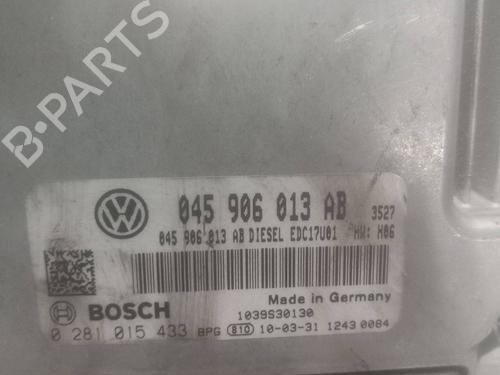 B-PARTS
045 906 013 AB 3527
045 906 013 AB DIESEL EDC17U01 HW: H06
Made in Germany
BOSCH 1039S30130
0 281 015 433 BPG 810 10-03-31 1243 0084